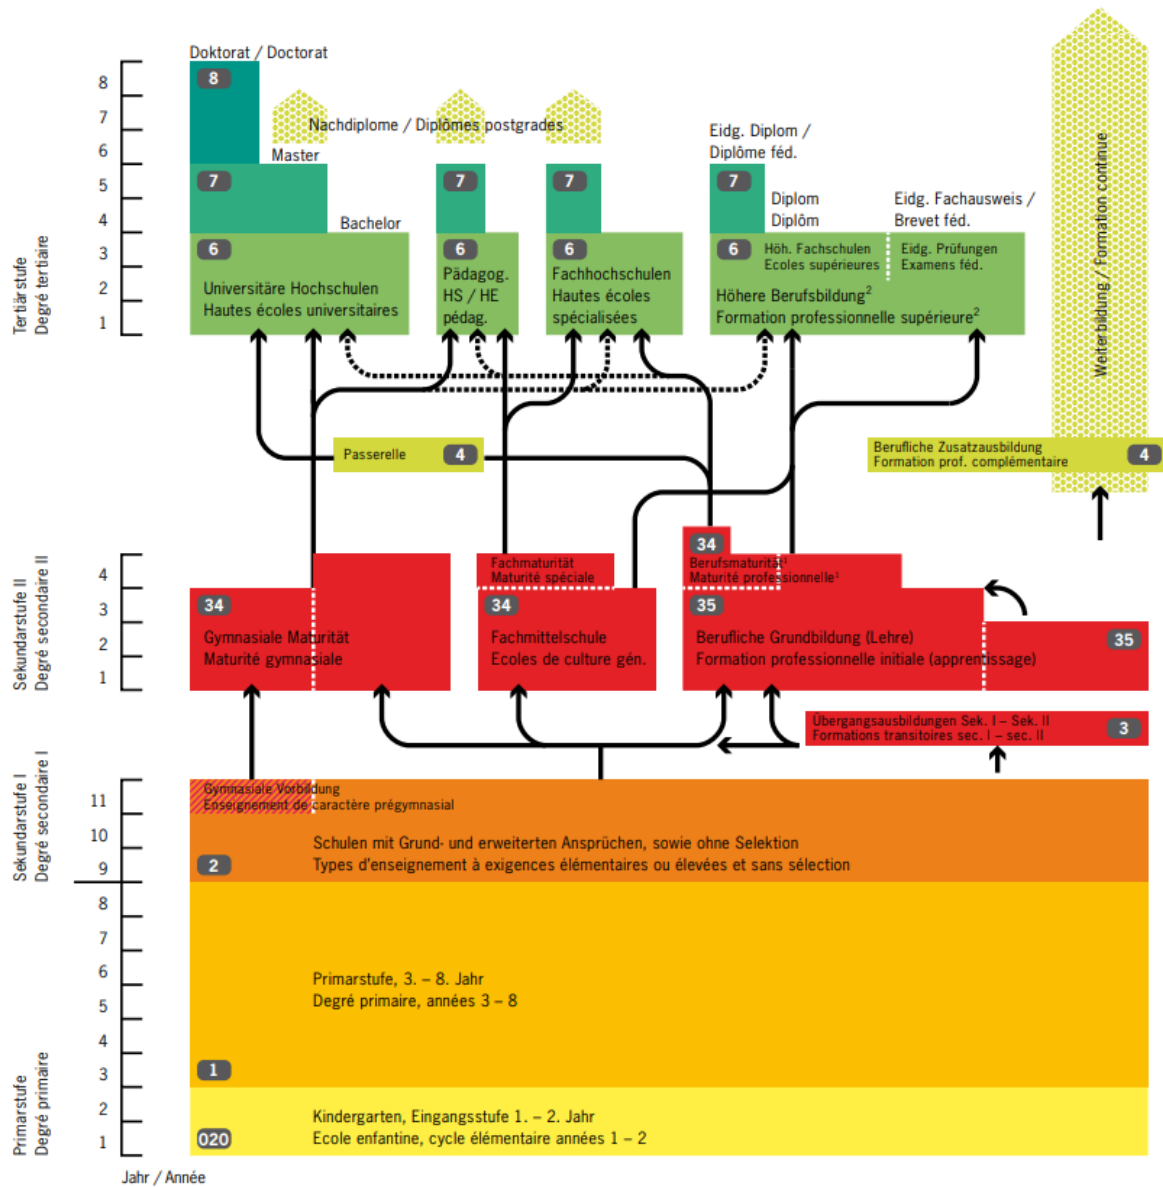 Doktorat / Doctorat
8
8
7
Nachdiplome / Diplômes postgrades
6
Master
Eidg. Diplom /
Diplôme féd.
5
7
7
7
7
Diplom
Diplôm
Eidg. Fachausweis /
Brevet féd.
4
Bachelor
Tertiärstufe
Degré tertiaire
3
6
6
6
6
Höh. Fachschulen
Ecoles supérieures
Eidg. Prüfungen
Examens féd.
2
1
Universitäre Hochschulen
Hautes écoles universitaires
Pädagog.
HS / HE
pédag.
Fachhochschulen
Hautes écoles
spécialisées
Höhere Berufsbildung²
Formation professionnelle supérieure²
Weiterbildung / Formation continue
Passerelle
4
Berufliche Zusatzausbildung
Formation prof. complémentaire
4
Sekundarstufe II
Degré secondaire II
4
3
2
1
34
Gymnasiale Maturität
Maturité gymnasiale
Fachmaturität
Maturité spéciale
34
Fachmittelschule
Ecoles de culture gén.
34
Berufsmaturität¹
Maturité professionnelle¹
35
Berufliche Grundbildung (Lehre)
Formation professionnelle initiale (apprentissage)
35
Übergangsausbildungen Sek. I – Sek. II
Formations transitoires sec. I – sec. II
3
Sekundarstufe I
Degré secondaire I
11
10
9
Gymnasiale Vorbildung
Enseignement de caractère prégymnasial
Schulen mit Grund- und erweiterten Ansprüchen, sowie ohne Selektion
Types d'enseignement à exigences élémentaires ou élevées et sans sélection
2
8
7
6
5
4
3
Primarstufe, 3. – 8. Jahr
Degré primaire, années 3 – 8
1
Primarstufe
Degré primaire
2
1
Kindergarten, Eingangsstufe 1. – 2. Jahr
Ecole enfantine, cycle élémentaire années 1 – 2
020
Jahr / Année